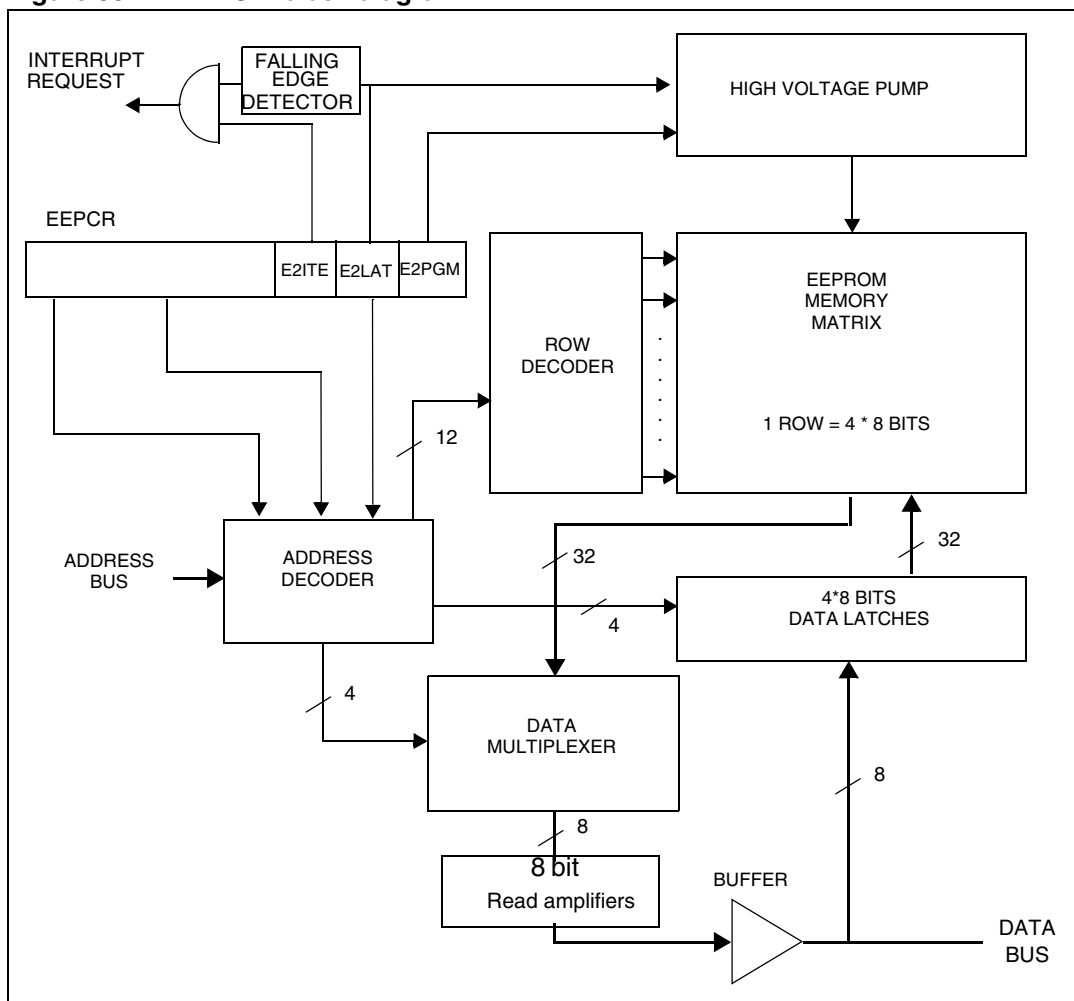 INTERRUPT
REQUEST
FALLING
EDGE
DETECTOR
HIGH VOLTAGE PUMP
EEPCR
E2ITE
E2LAT
E2PGM
ROW
DECODER
EEPROM
MEMORY
MATRIX
1 ROW = 4 * 8 BITS
12
ADDRESS
BUS
ADDRESS
DECODER
32
32
4
4*8 BITS
DATA LATCHES
4
DATA
MULTIPLEXER
8
8
8 bit
Read amplifiers
BUFFER
DATA
BUS